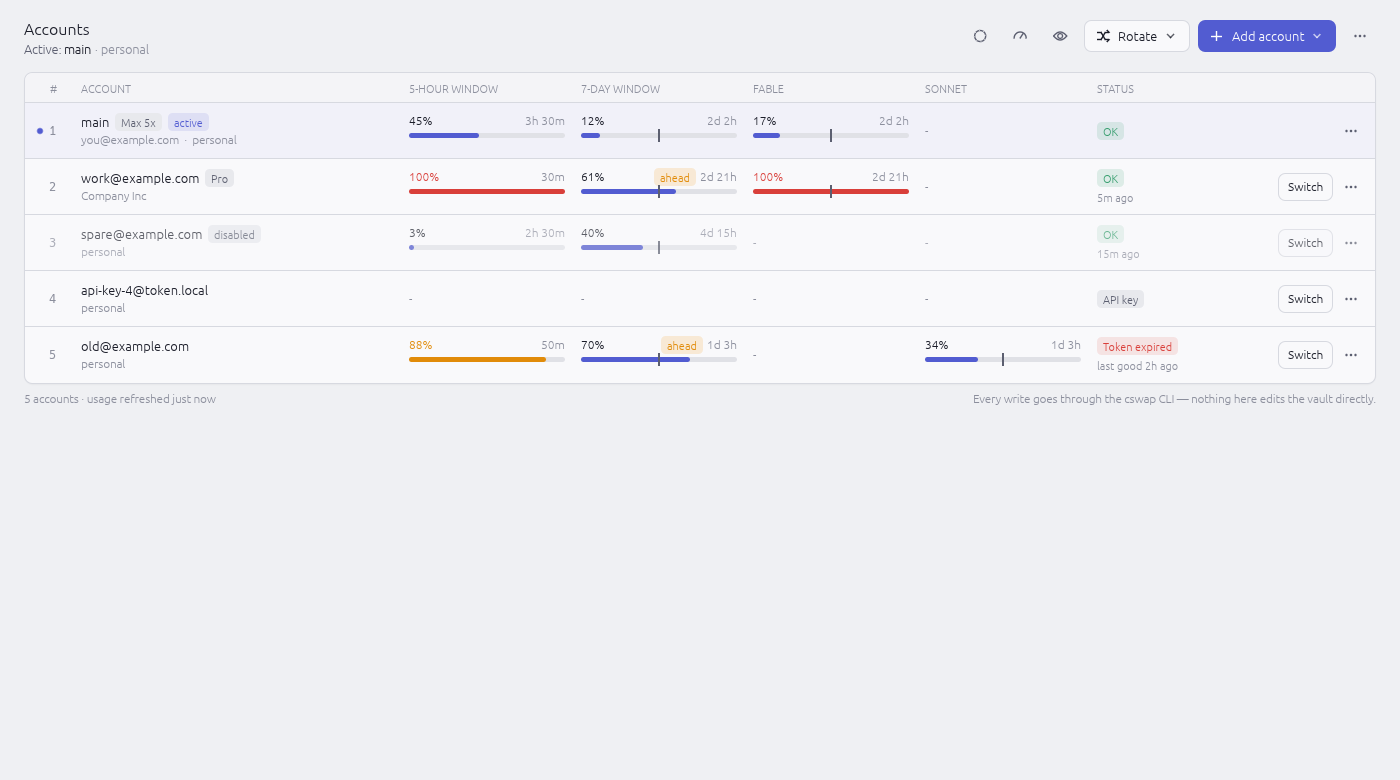 Accounts
Active: main · personal
Rotate
Add account
# ACCOUNT 5-HOUR WINDOW 7-DAY WINDOW FABLE SONNET STATUS
1 main Max 5x active 45% 3h 30m 12% 2d 2h 17% 2d 2h - OK
you@example.com · personal
2 work@example.com Pro 100% 30m 61% ahead 2d 21h 100% 2d 21h - OK Switch
Company Inc 5m ago
3 spare@example.com disabled 3% 2h 30m 40% 4d 15h - - OK Switch
personal 15m ago
4 api-key-4@token.local - - - - API key Switch
personal
5 old@example.com 88% 50m 70% ahead 1d 3h - 34% 1d 3h Token expired Switch
personal last good 2h ago
5 accounts · usage refreshed just now
Every write goes through the cswap CLI — nothing here edits the vault directly.